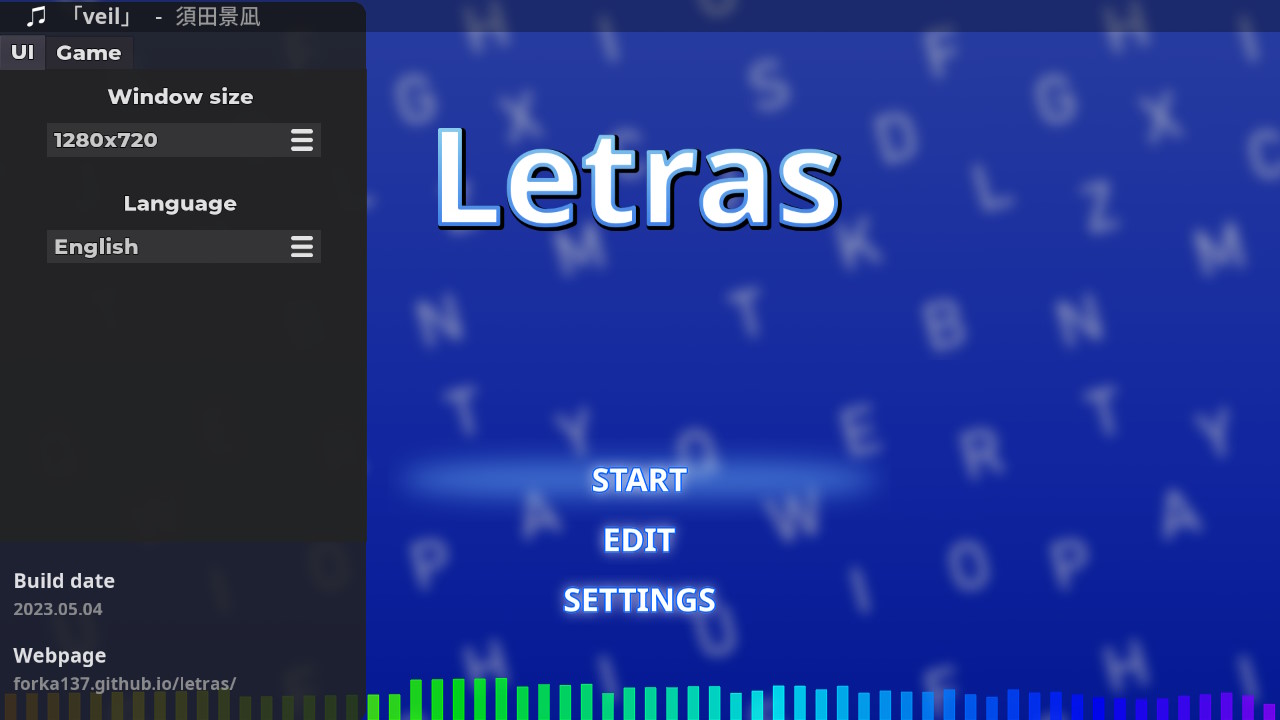 「veil」 - 須田景凪
UI Game
Window size
1280x720
Language
English
Build date
2023.05.04
Webpage
forka137.github.io/letras/
Letras
START
EDIT
SETTINGS